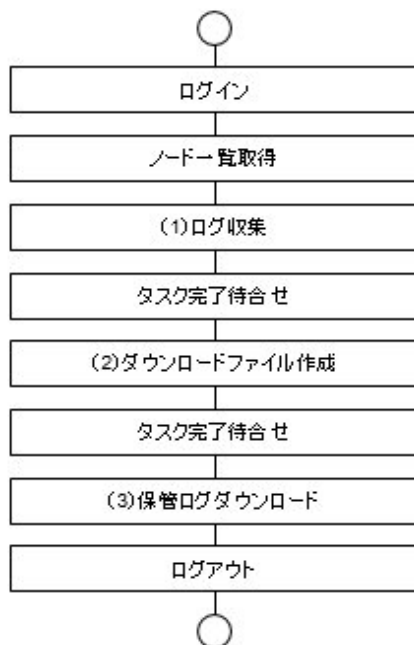 ログイン
ノード一覧取得
(1)ログ収集
タスク完了待合せ
(2)ダウンロードファイル作成
タスク完了待合せ
(3)保管ログダウンロード
ログアウト